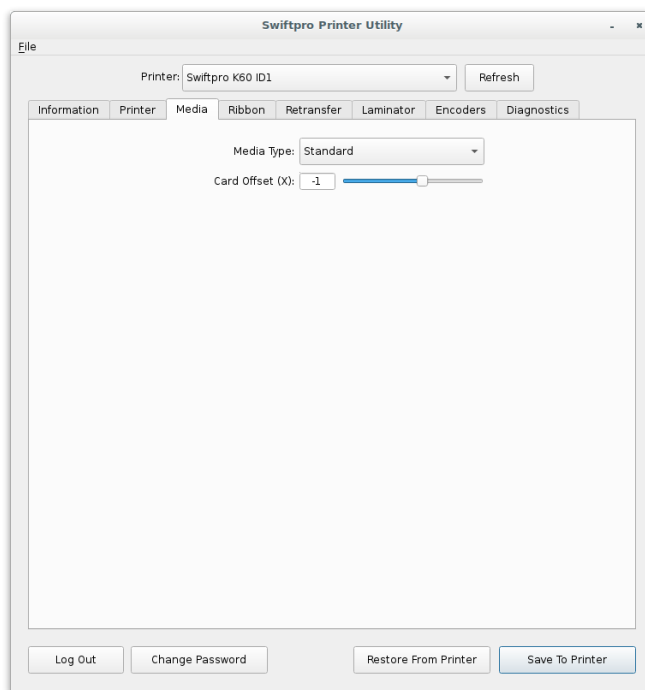 Swiftpro Printer Utility
File
Printer: Swiftpro K60 ID1 Refresh
Information Printer Media Ribbon Retransfer Laminator Encoders Diagnostics
Media Type: Standard
Card Offset (X): -1
Log Out Change Password Restore From Printer Save To Printer